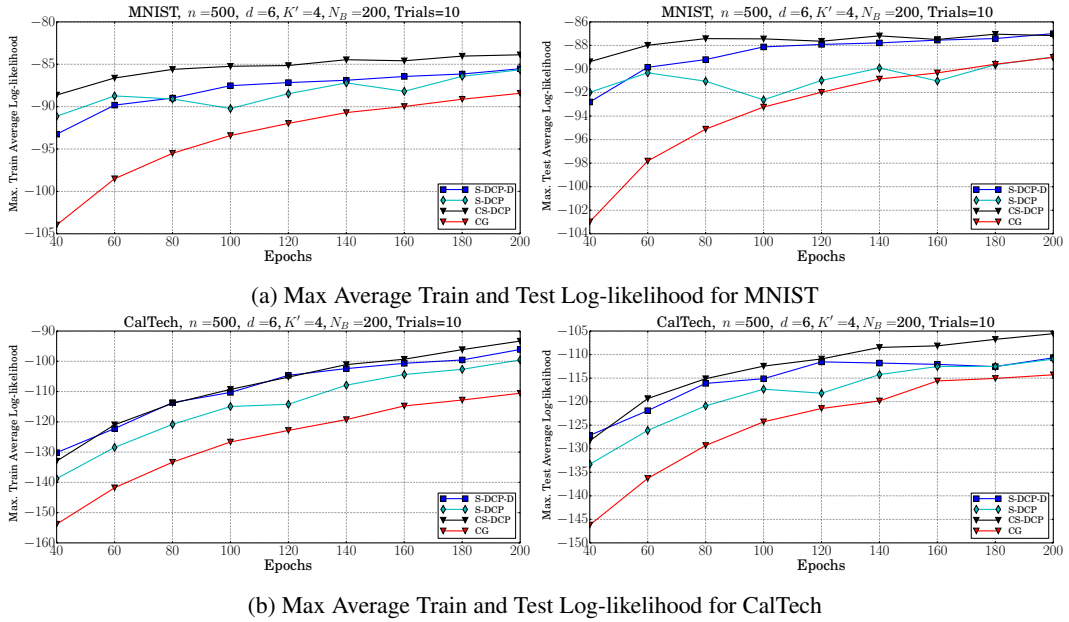 MNIST, n =500, d =6, K′ =4, N_B =200, Trials=10
Max. Train Average Log-likelihood
−80
−85
−90
−95
−100
−105
40 60 80 100 120 140 160 180 200
Epochs
S-DCP-D
S-DCP
CS-DCP
CG
MNIST, n =500, d =6, K′ =4, N_B =200, Trials=10
Max. Test Average Log-likelihood
−86
−88
−90
−92
−94
−96
−98
−100
−102
−104
40 60 80 100 120 140 160 180 200
Epochs
S-DCP-D
S-DCP
CS-DCP
CG
(a) Max Average Train and Test Log-likelihood for MNIST
CalTech, n =500, d =6, K′ =4, N_B =200, Trials=10
Max. Train Average Log-likelihood
−90
−100
−110
−120
−130
−140
−150
−160
40 60 80 100 120 140 160 180 200
Epochs
S-DCP-D
S-DCP
CS-DCP
CG
CalTech, n =500, d =6, K′ =4, N_B =200, Trials=10
Max. Test Average Log-likelihood
−105
−110
−115
−120
−125
−130
−135
−140
−145
−150
40 60 80 100 120 140 160 180 200
Epochs
S-DCP-D
S-DCP
CS-DCP
CG
(b) Max Average Train and Test Log-likelihood for CalTech